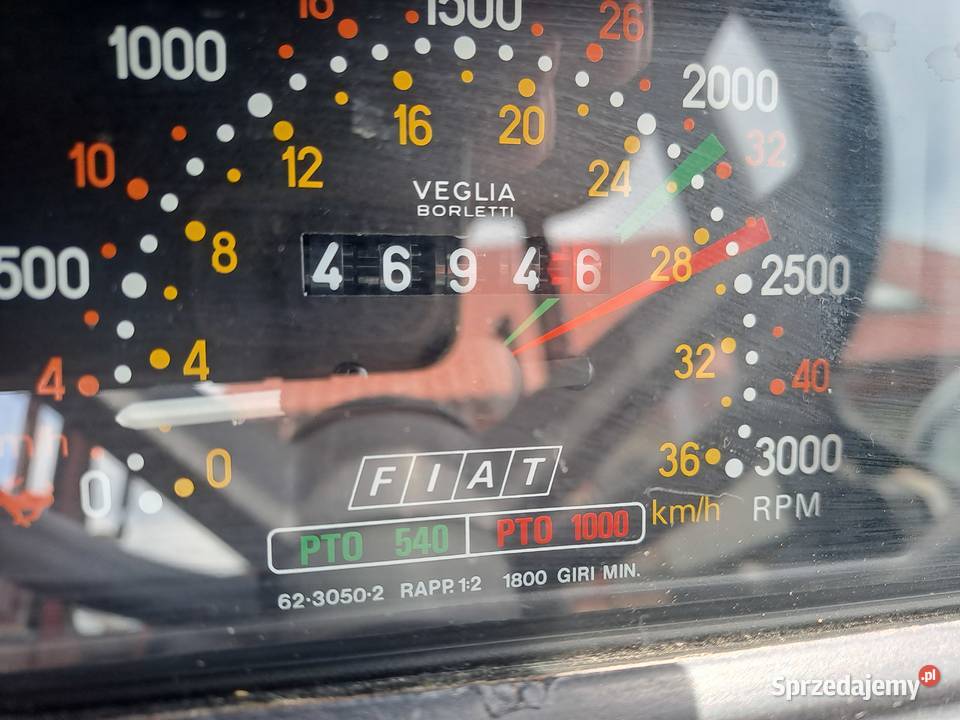 18 1500 26
1000 2000
16 20
10 12 24 32
VEGLIA
BORLETTI
500 8 4 6 9 4 6 28 2500
4 4 32 40
0 0 36 3000
FIAT km/h RPM
PTO 540 PTO 1000
62-3050-2 RAPP. 1:2 1800 GIRI MIN.
Sprzedajemy.pl